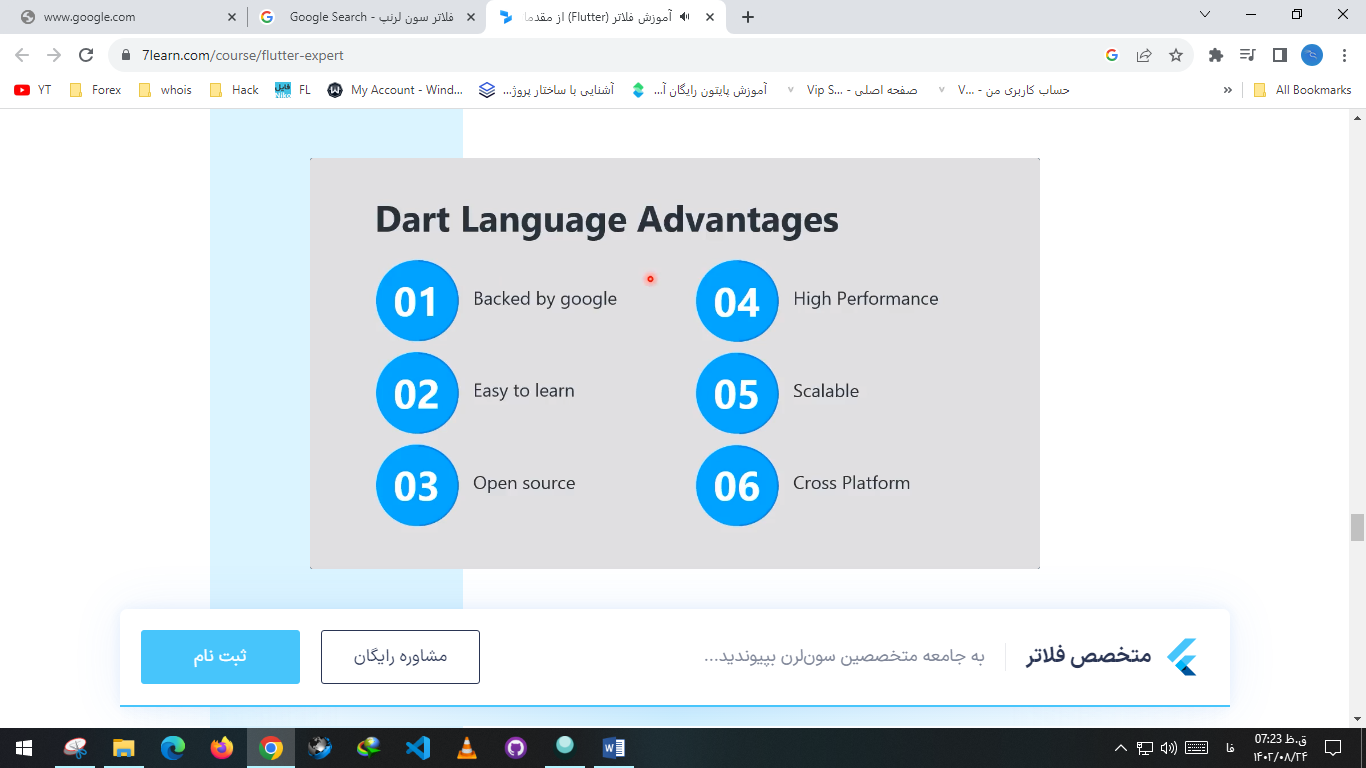 www.google.com
فلاتر سون لرنپ - Google Search
آموزش فلاتر (Flutter) از مقدما
7learn.com/course/flutter-expert
YT
Forex
whois
Hack
FL
My Account - Wind...
آشنایی با ساختار پروژ...
آموزش پایتون رایگان آ...
صفحه اصلی - Vip S...
حساب کاربری من - V...
»
All Bookmarks
Dart Language Advantages
01 Backed by google
02 Easy to learn
03 Open source
04 High Performance
05 Scalable
06 Cross Platform
متخصص فلاتر
به جامعه متخصصین سون‌لرن بپیوندید...
مشاوره رایگان
ثبت نام
فا
07:23 ق.ظ
۱۴۰۲/۰۸/۲۴